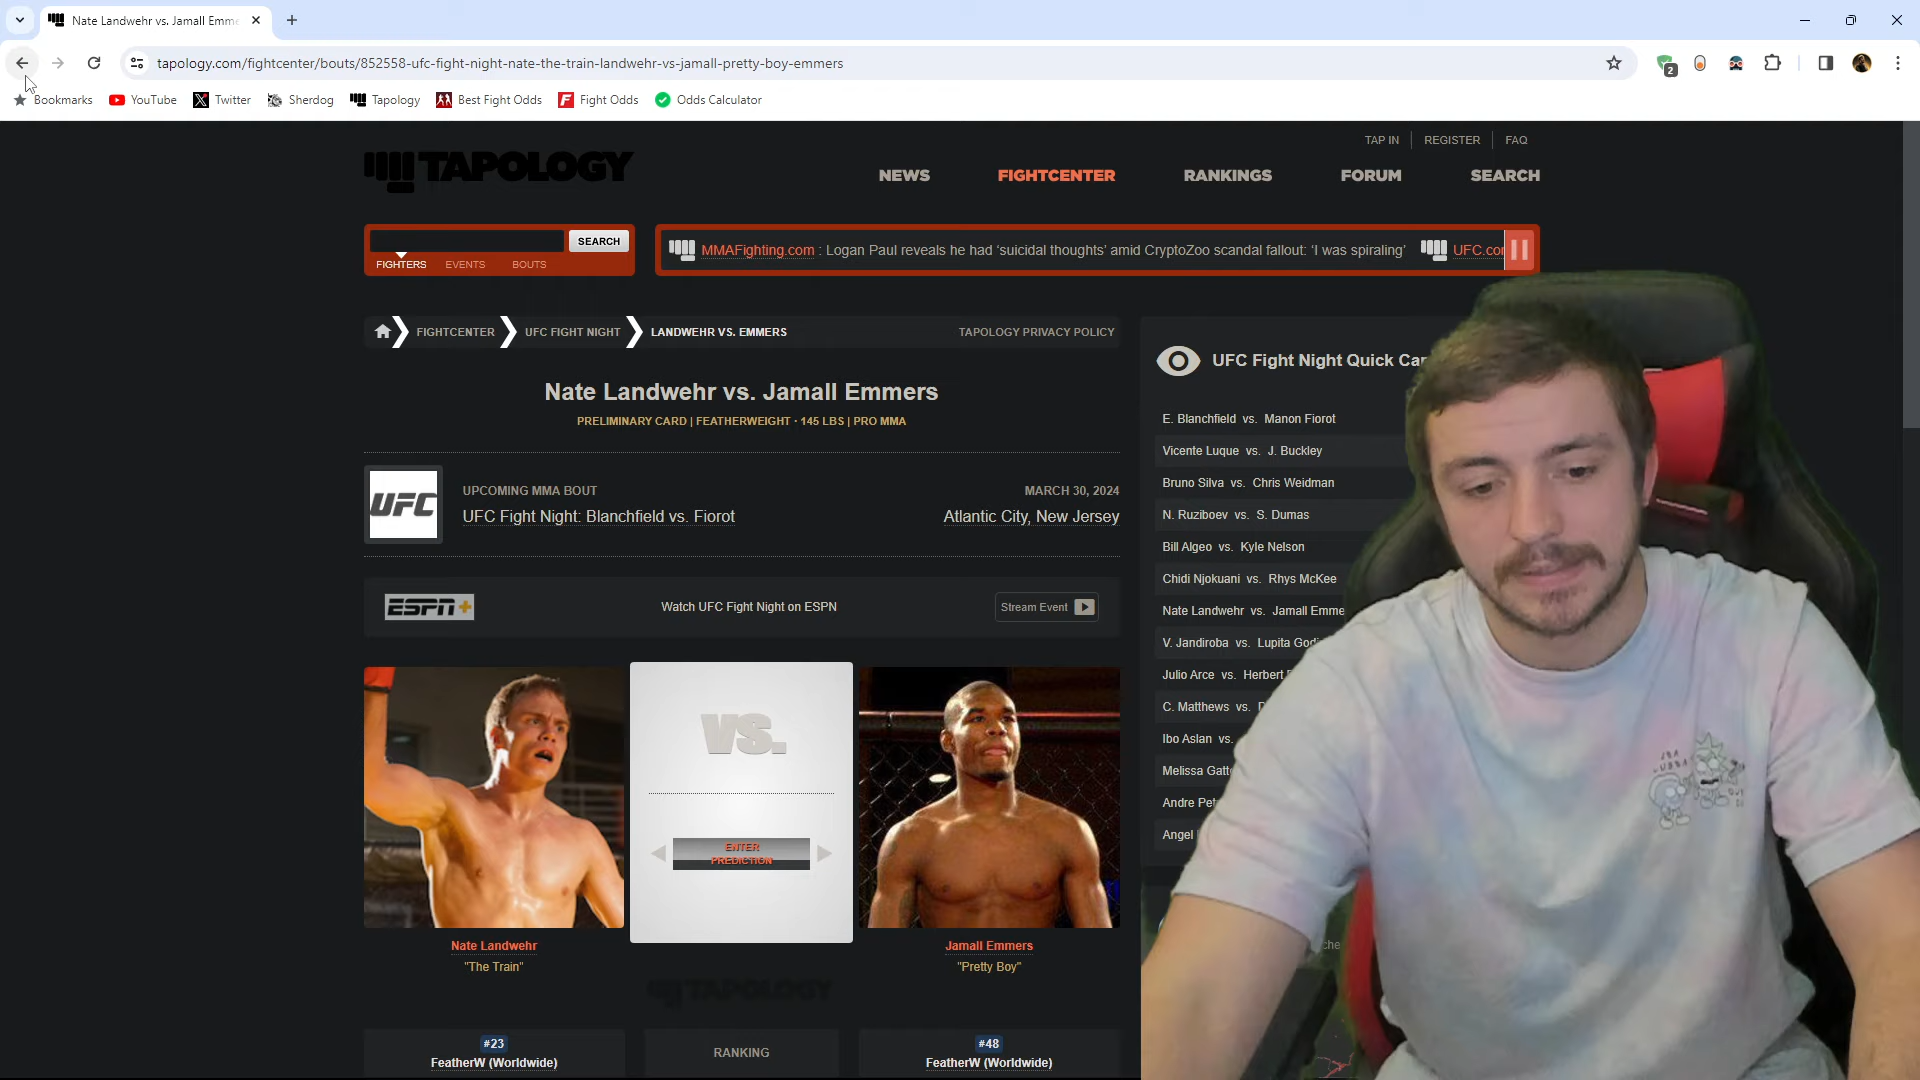 Nate Landwehr vs. Jamall Emme
tapology.com/fightcenter/bouts/852558-ufc-fight-night-nate-the-train-landwehr-vs-jamall-pretty-boy-emmers
2
Bookmarks YouTube Twitter Sherdog Tapology Best Fight Odds Fight Odds Odds Calculator
TAP IN REGISTER FAQ
TAPOLOGY
NEWS FIGHTCENTER RANKINGS FORUM SEARCH
SEARCH
FIGHTERS EVENTS BOUTS
MMAFighting.com : Logan Paul reveals he had ‘suicidal thoughts’ amid CryptoZoo scandal fallout: ‘I was spiraling’ UFC.co
FIGHTCENTER UFC FIGHT NIGHT LANDWEHR VS. EMMERS TAPOLOGY PRIVACY POLICY
Nate Landwehr vs. Jamall Emmers
PRELIMINARY CARD | FEATHERWEIGHT · 145 LBS | PRO MMA
UFC
UPCOMING MMA BOUT
UFC Fight Night: Blanchfield vs. Fiorot
MARCH 30, 2024
Atlantic City, New Jersey
ESPN+
Watch UFC Fight Night on ESPN
Stream Event
VS.
ENTER
PREDICTION
Nate Landwehr
"The Train"
Jamall Emmers
"Pretty Boy"
TAPOLOGY
#23
FeatherW (Worldwide)
RANKING
#48
FeatherW (Worldwide)
UFC Fight Night Quick Car
E. Blanchfield vs. Manon Fiorot
Vicente Luque vs. J. Buckley
Bruno Silva vs. Chris Weidman
N. Ruziboev vs. S. Dumas
Bill Algeo vs. Kyle Nelson
Chidi Njokuani vs. Rhys McKee
Nate Landwehr vs. Jamall Emme
V. Jandiroba vs. Lupita God
Julio Arce vs. Herbert
C. Matthews vs.
Ibo Aslan vs.
Melissa Gatt
Andre Pet
Angel